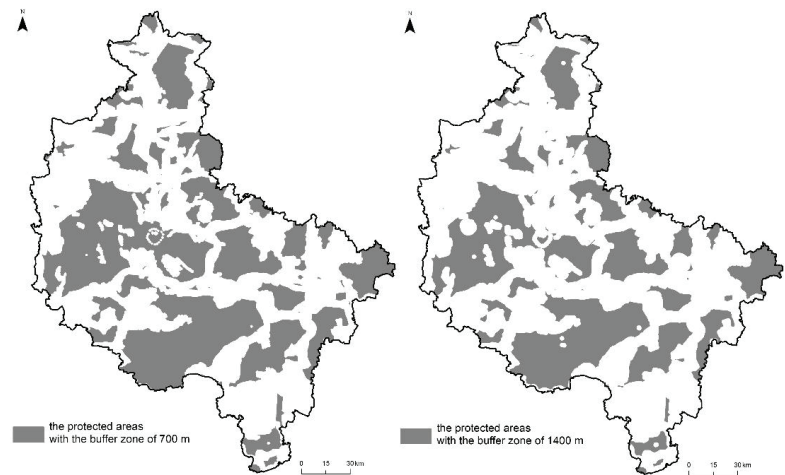 N
N
the protected areas
with the buffer zone of 700 m
0 15 30 km
the protected areas
with the buffer zone of 1400 m
0 15 30 km